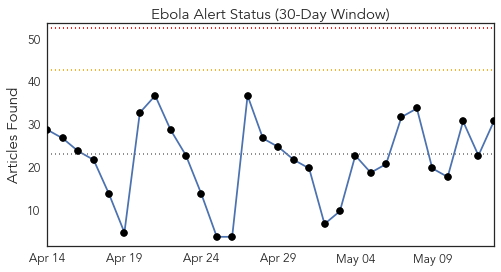 Ebola Alert Status (30-Day Window)
Articles Found
50
40
30
20
10
Apr 14 Apr 19 Apr 24 Apr 29 May 04 May 09